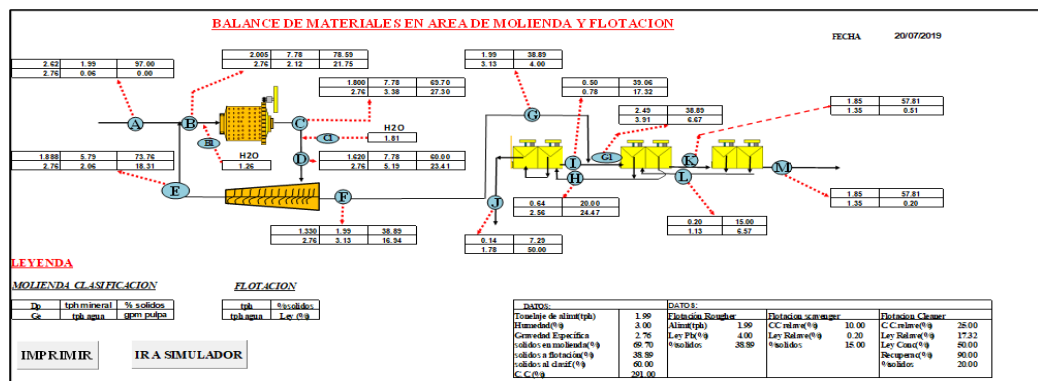 BALANCE DE MATERIALES EN AREA DE MOLIENDA Y FLOTACION
FECHA 20/07/2019
2.005 7.78 78.59
2.76 2.12 21.75
1.99 38.89
3.13 4.00
2.62 1.99 97.00
2.76 0.06 0.00
1.800 7.78 69.70
2.76 3.38 27.30
0.50 39.06
0.78 17.32
2.49 38.89
3.91 6.67
1.85 57.81
1.35 0.51
A
B
C
G
B1
C1
H2O
1.81
G1
H2O
1.26
D
1.620 7.78 60.00
2.76 5.19 23.41
I
K
1.888 5.79 73.76
2.76 2.06 18.31
H
L
M
E
F
J
1.85 57.81
1.35 0.20
0.64 20.00
2.56 24.47
0.20 15.00
1.13 6.57
1.330 1.99 38.89
2.76 3.13 16.94
0.14 7.29
1.78 50.00
LEYENDA
MOLIENDA CLASIFICACION
FLOTACION
Dp tph mineral % solidos
Ge tph agua gpm pulpa
tph %solidos
tph agua Ley (%)
DATOS:
Tonelaje de alimt(tph) 1.99
Humedad(%) 3.00
Gravedad Especifica 2.76
solidos en molienda(%) 69.70
solidos a flotación(%) 38.89
solidos al clasif.(%) 60.00
C.C.(%) 291.00
DATOS:
Flotación Rougher
Alimt(tph) 1.99
Ley Pb(%) 4.00
%solidos 38.89
Flotacion scavenger
CC relave(%) 10.00
Ley Relave(%) 0.20
%solidos 15.00
Flotacion Cleaner
C.C.relave(%) 25.00
Ley Relave(%) 17.32
Ley Conc(%) 50.00
Recuperac(%) 90.00
%solidos 20.00
IMPRIMIR
IR A SIMULADOR